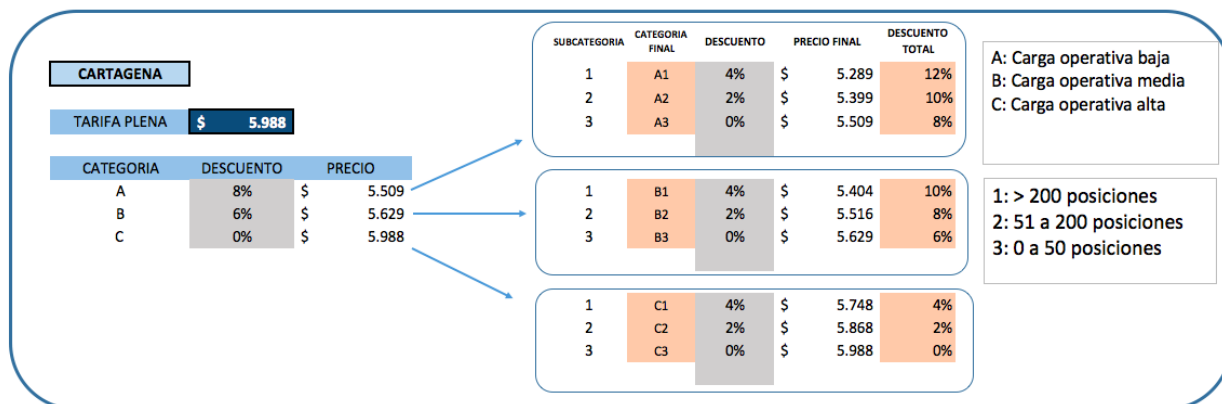 CARTAGENA
TARIFA PLENA $ 5.988
CATEGORIA DESCUENTO PRECIO
A 8% $ 5.509
B 6% $ 5.629
C 0% $ 5.988
SUBCATEGORIA CATEGORIA FINAL DESCUENTO PRECIO FINAL DESCUENTO TOTAL
1 A1 4% $ 5.289 12%
2 A2 2% $ 5.399 10%
3 A3 0% $ 5.509 8%
1 B1 4% $ 5.404 10%
2 B2 2% $ 5.516 8%
3 B3 0% $ 5.629 6%
1 C1 4% $ 5.748 4%
2 C2 2% $ 5.868 2%
3 C3 0% $ 5.988 0%
A: Carga operativa baja
B: Carga operativa media
C: Carga operativa alta
1: > 200 posiciones
2: 51 a 200 posiciones
3: 0 a 50 posiciones